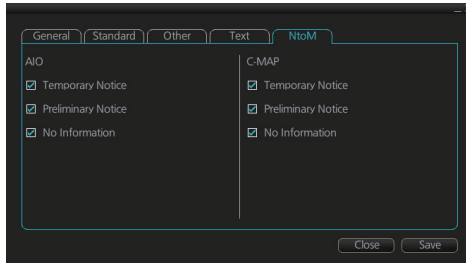 General Standard Other Text NtoM
AIO
Temporary Notice
Preliminary Notice
No Information
C-MAP
Temporary Notice
Preliminary Notice
No Information
Close Save